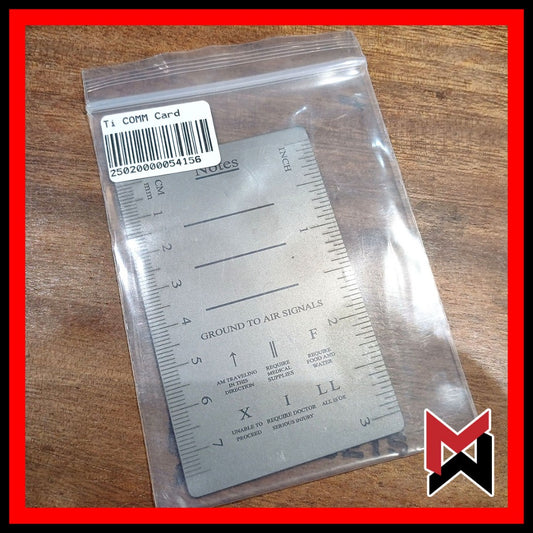 Ti COMM Card
25020000054156
Notes
CM
mm
INCH
1
2
3
4
5
6
7
1
2
3
GROUND TO AIR SIGNALS
↑ || F
AM TRAVELING
IN THIS
DIRECTION
REQUIRE
MEDICAL
SUPPLIES
REQUIRE
FOOD AND
WATER
X I LL
UNABLE TO
PROCEED
REQUIRE DOCTOR
SERIOUS INJURY
ALL IS OK